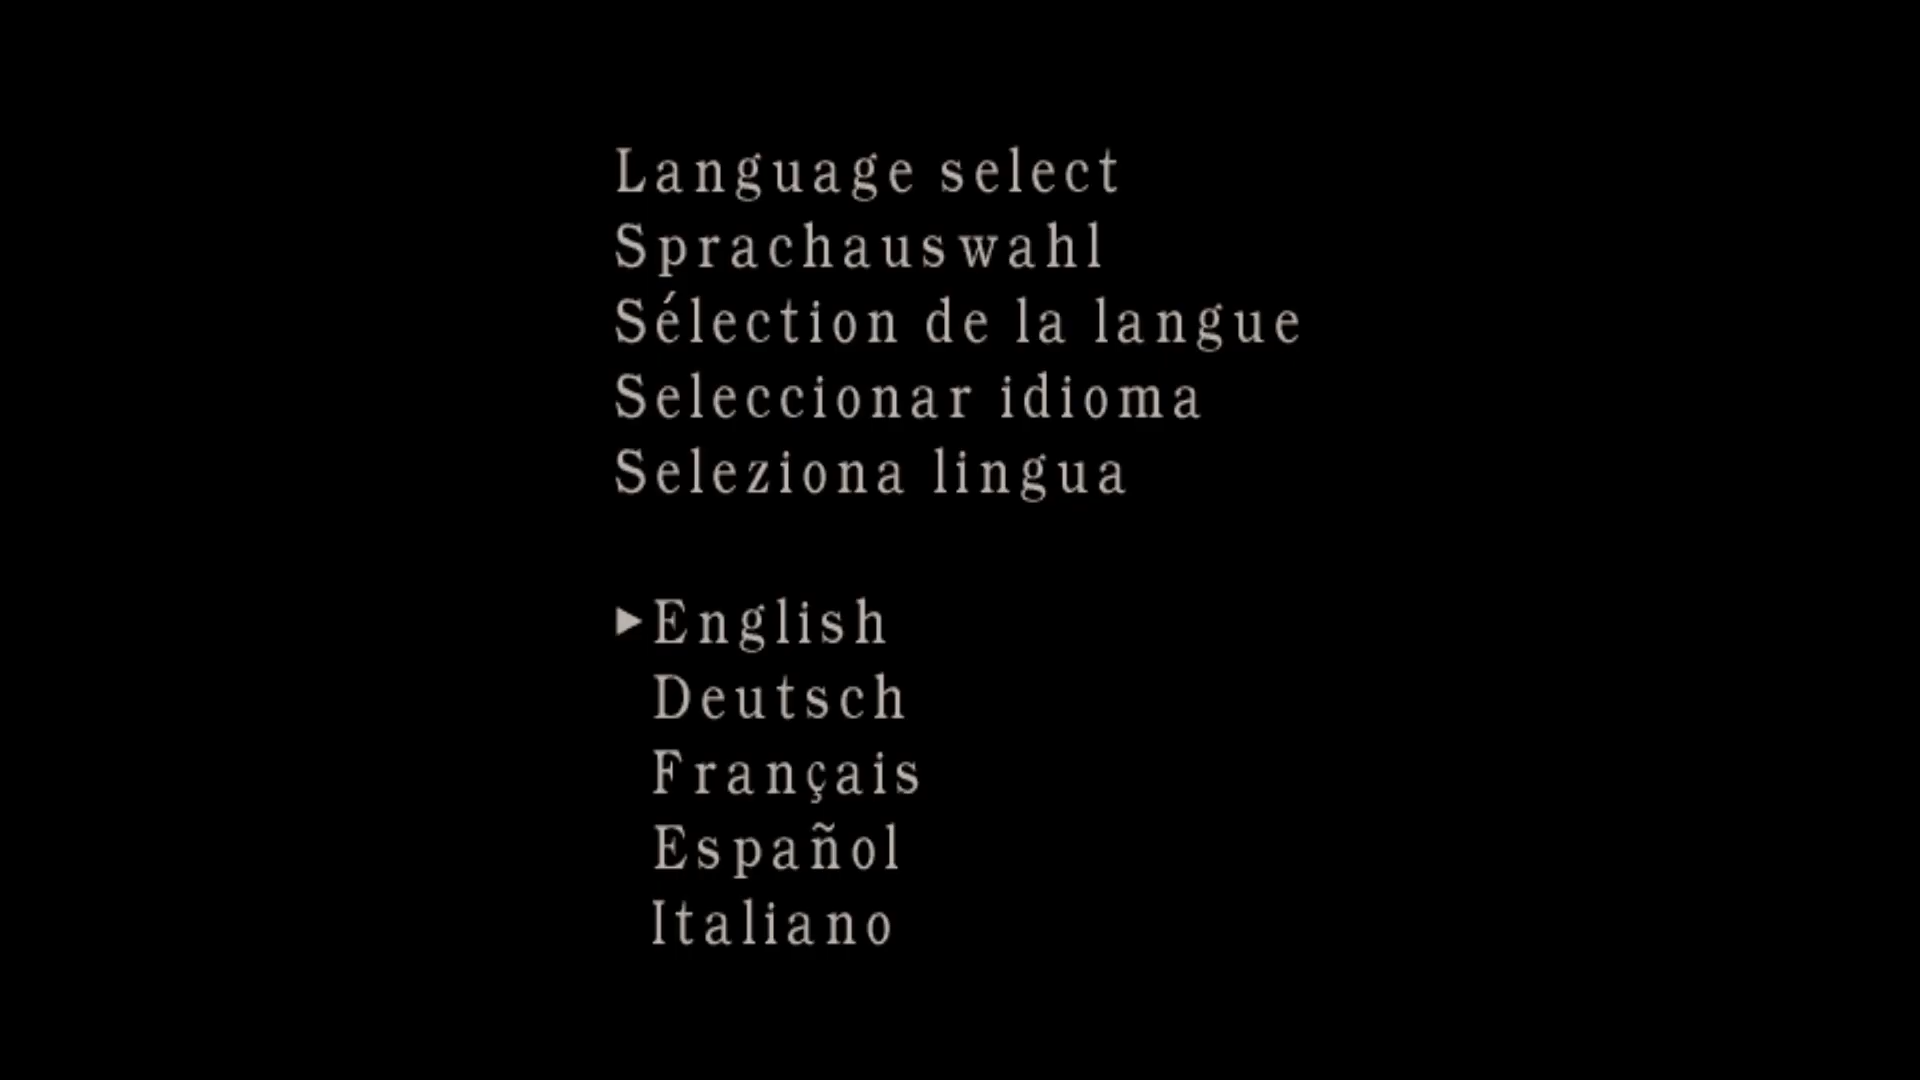 Language select
Sprachauswahl
Sélection de la langue
Seleccionar idioma
Seleziona lingua
▶English
Deutsch
Français
Español
Italiano